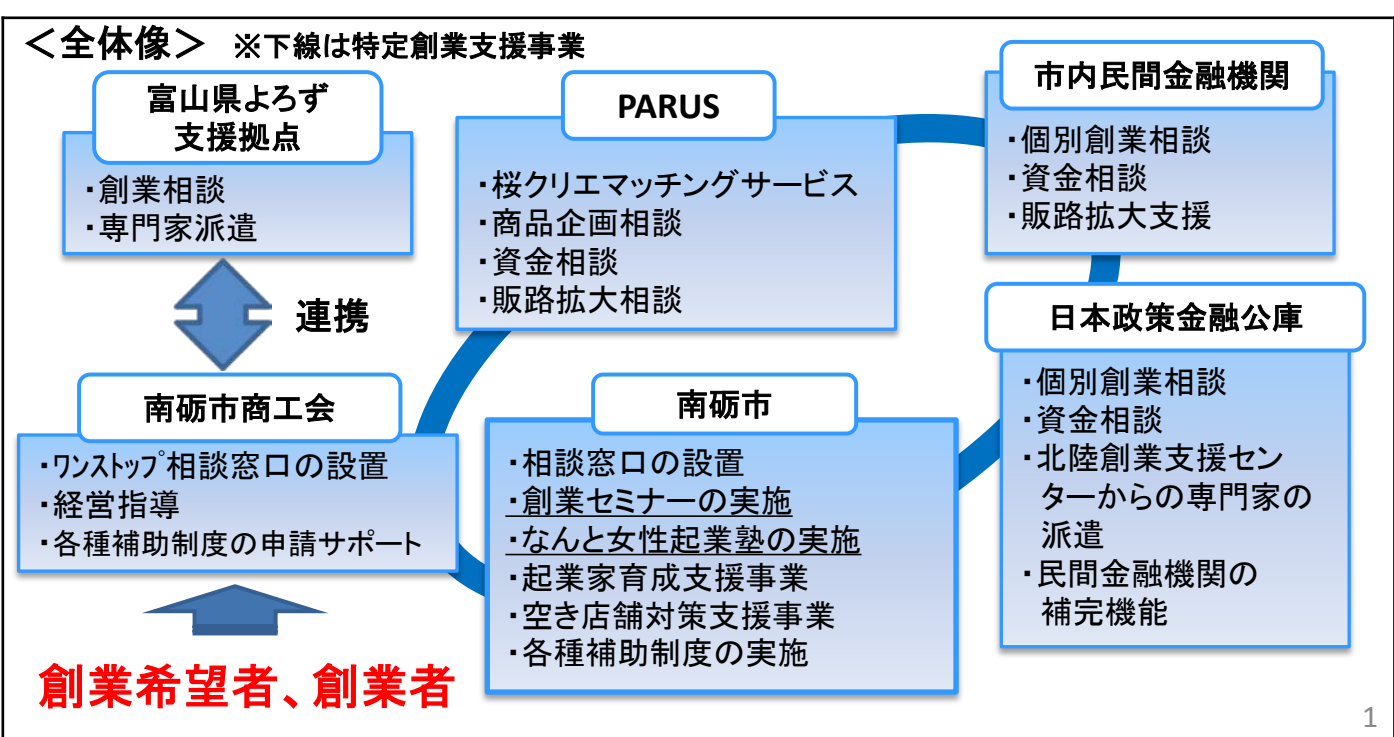 ＜全体像＞ ※下線は特定創業支援事業
富山県よろず
支援拠点
・創業相談
・専門家派遣
連携
南砺市商工会
・ﾜﾝｽﾄｯﾌﾟ相談窓口の設置
・経営指導
・各種補助制度の申請サポート
創業希望者、創業者
PARUS
・桜クリエマッチングサービス
・商品企画相談
・資金相談
・販路拡大相談
南砺市
・相談窓口の設置
・創業セミナーの実施
・なんと女性起業塾の実施
・起業家育成支援事業
・空き店舗対策支援事業
・各種補助制度の実施
市内民間金融機関
・個別創業相談
・資金相談
・販路拡大支援
日本政策金融公庫
・個別創業相談
・資金相談
・北陸創業支援セン
ターからの専門家の
派遣
・民間金融機関の
補完機能
1